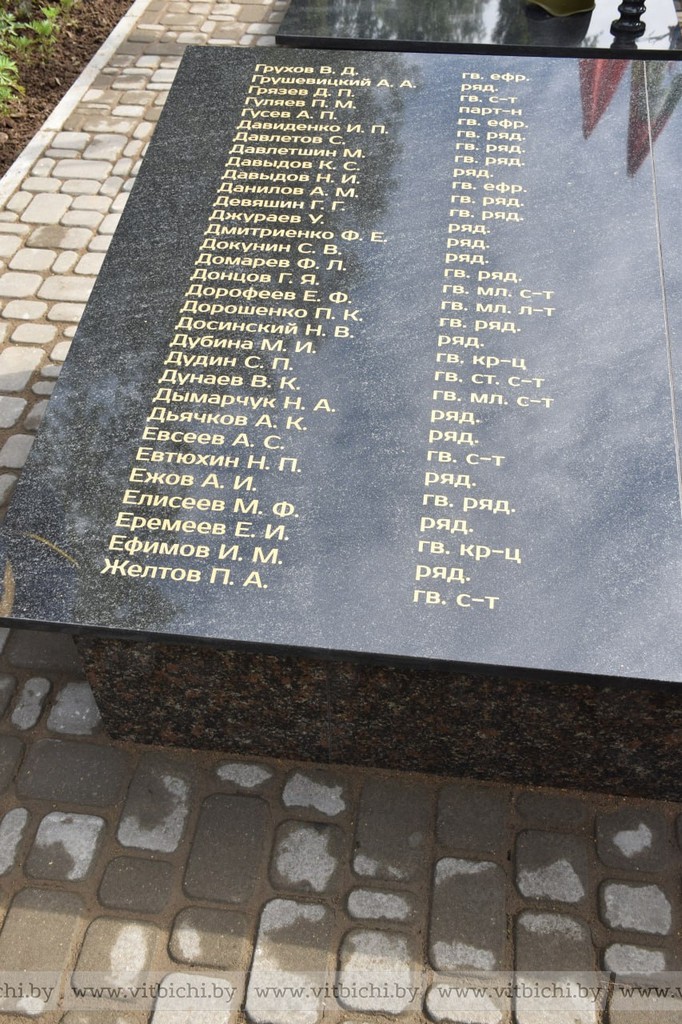 Грухов В. Д. гв. ефр.
Грушевицкий А. А. ряд.
Грязев Д. П. гв. с-т
Гуляев П. М. парт-н
Гусев А. П. гв. ефр.
Давиденко И. П. гв. ряд.
Давлетов С. гв. ряд.
Давлетшин М. гв. ряд.
Давыдов К. С. ряд.
Давыдов Н. И. гв. ефр.
Данилов А. М. гв. ряд.
Девяшин Г. Г. гв. ряд.
Джураев У. ряд.
Дмитриенко Ф. Е. ряд.
Докунин С. В. ряд.
Домарев Ф. Л. гв. ряд.
Донцов Г. Я. гв. мл. с-т
Дорофеев Е. Ф. гв. мл. л-т
Дорошенко П. К. гв. ряд.
Досинский Н. В. ряд.
Дубина М. И. гв. кр-ц
Дудин С. П. гв. ст. с-т
Дунаев В. К. гв. мл. с-т
Дымарчук Н. А. ряд.
Дьячков А. К. ряд.
Евсеев А. С. гв. с-т
Евтюхин Н. П. ряд.
Ежов А. И. гв. ряд.
Елисеев М. Ф. ряд.
Еремеев Е. И. гв. кр-ц
Ефимов И. М. ряд.
Желтов П. А. гв. с-т
chi.by www.vitbichi.by www.vitbichi.by www.vitbichi.by www.v